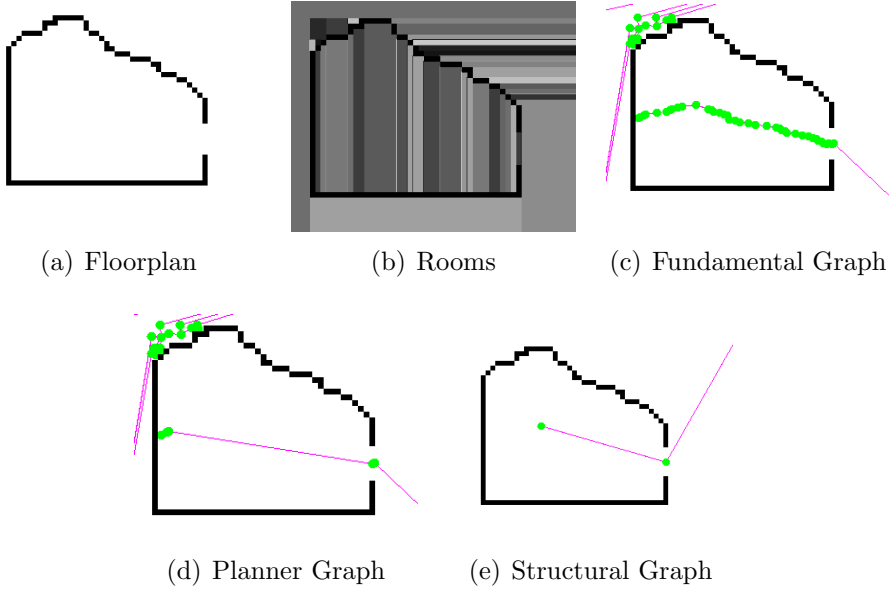 (a) Floorplan
(b) Rooms
(c) Fundamental Graph
(d) Planner Graph
(e) Structural Graph